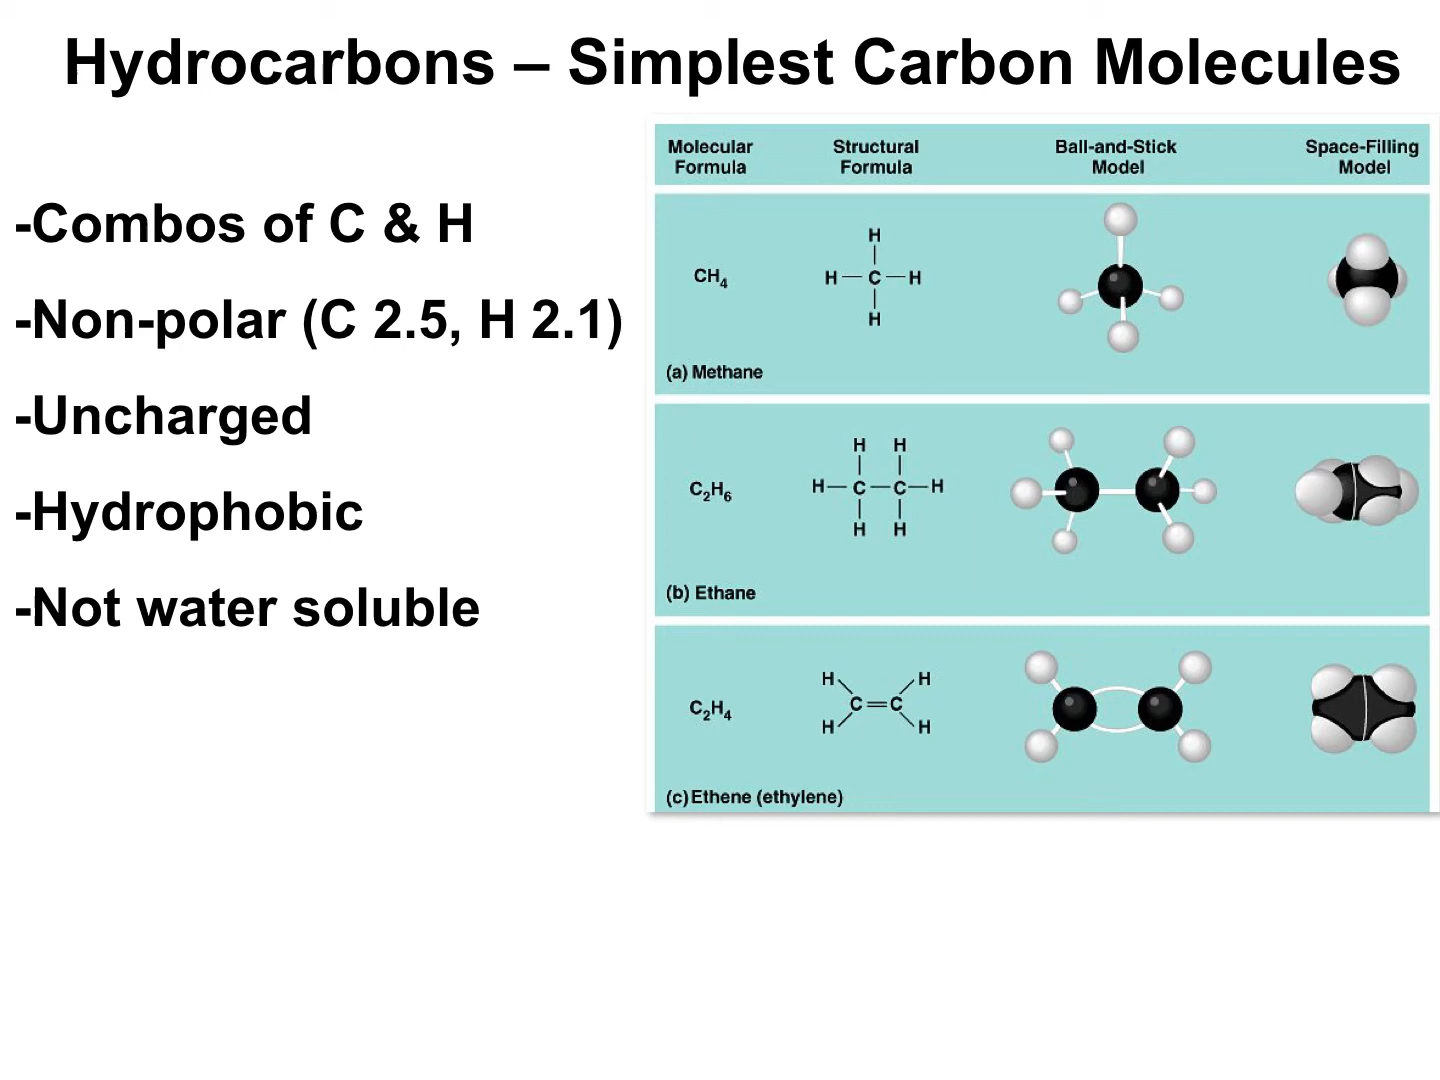 Hydrocarbons – Simplest Carbon Molecules
-Combos of C & H
-Non-polar (C 2.5, H 2.1)
-Uncharged
-Hydrophobic
-Not water soluble
Molecular Formula
Structural Formula
Ball-and-Stick Model
Space-Filling Model
CH₄
H
H—C—H
H
(a) Methane
C₂H₆
H H
H—C—C—H
H H
(b) Ethane
C₂H₄
H H
C=C
H H
(c) Ethene (ethylene)